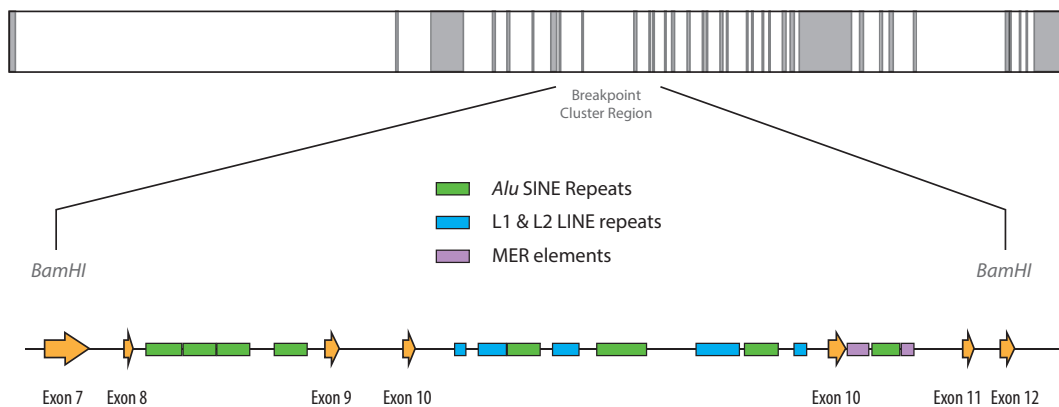 Breakpoint
Cluster Region
Alu SINE Repeats
L1 & L2 LINE repeats
MER elements
BamHI
BamHI
Exon 7
Exon 8
Exon 9
Exon 10
Exon 10
Exon 11
Exon 12